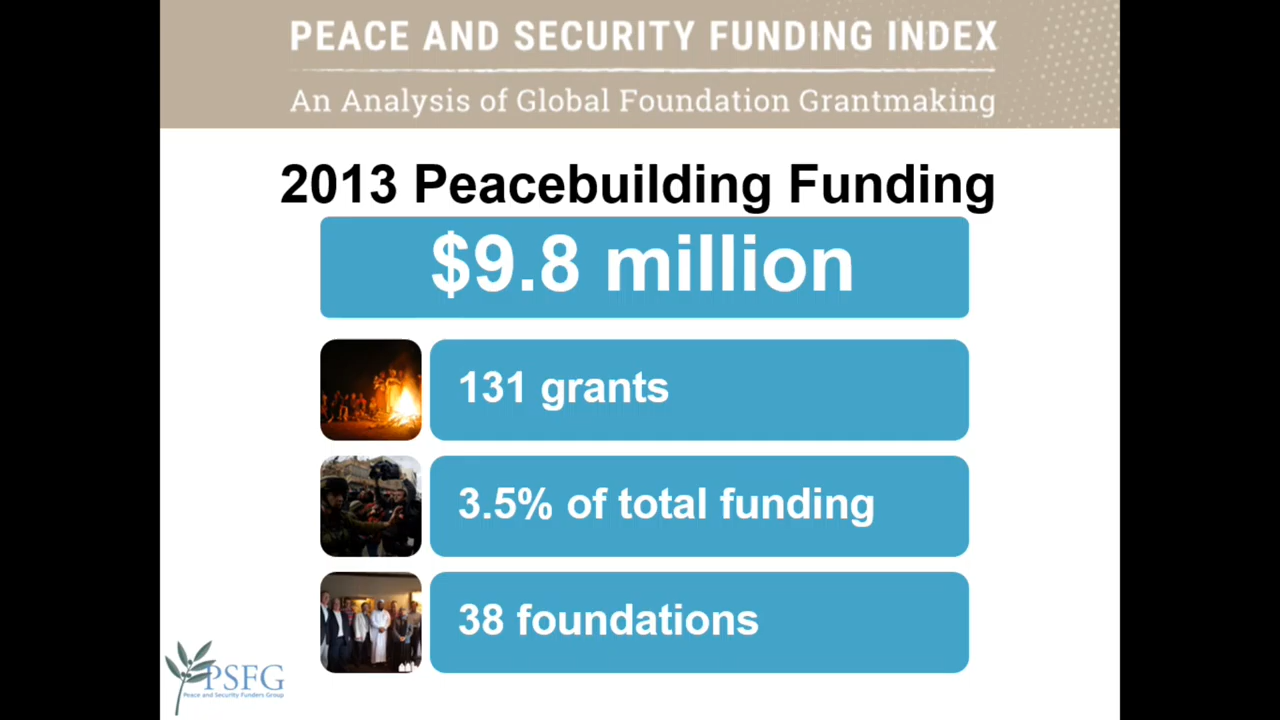 PEACE AND SECURITY FUNDING INDEX
An Analysis of Global Foundation Grantmaking
2013 Peacebuilding Funding
$9.8 million
131 grants
3.5% of total funding
38 foundations
PSFG
Peace and Security Funders Group